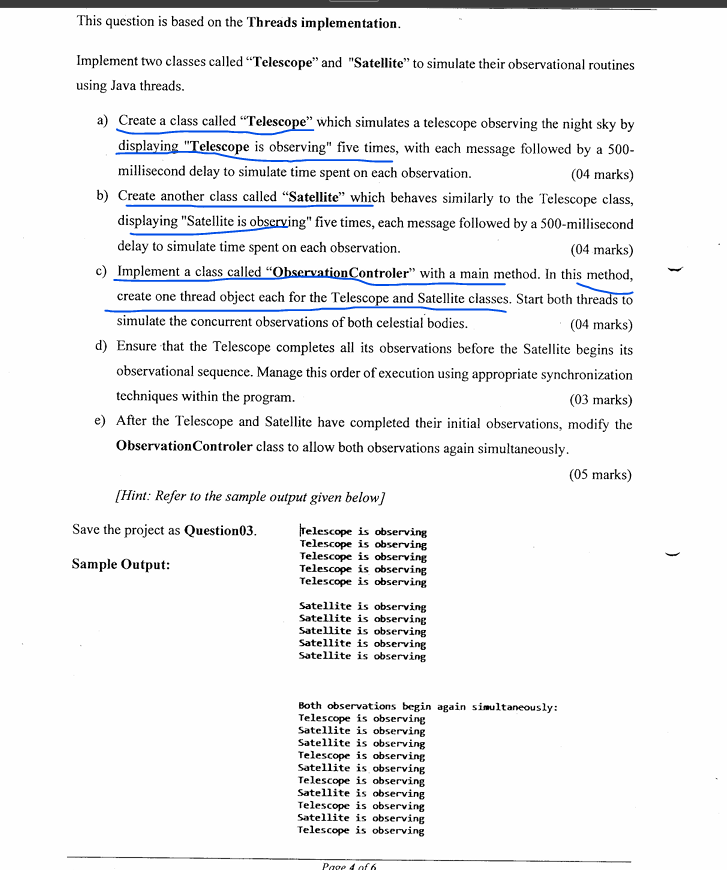 This question is based on the Threads implementation.
Implement two classes called “Telescope” and "Satellite” to simulate their observational routines
using Java threads.
a) Create a class called “Telescope” which simulates a telescope observing the night sky by
displaying "Telescope is observing" five times, with each message followed by a 500-
millisecond delay to simulate time spent on each observation. (04 marks)
b) Create another class called “Satellite” which behaves similarly to the Telescope class,
displaying "Satellite is observing" five times, each message followed by a 500-millisecond
delay to simulate time spent on each observation. (04 marks)
c) Implement a class called “ObservationControler” with a main method. In this method,
create one thread object each for the Telescope and Satellite classes. Start both threads to
simulate the concurrent observations of both celestial bodies. (04 marks)
d) Ensure that the Telescope completes all its observations before the Satellite begins its
observational sequence. Manage this order of execution using appropriate synchronization
techniques within the program. (03 marks)
e) After the Telescope and Satellite have completed their initial observations, modify the
ObservationControler class to allow both observations again simultaneously.
(05 marks)
[Hint: Refer to the sample output given below]
Save the project as Question03.
Sample Output:
Telescope is observing
Telescope is observing
Telescope is observing
Telescope is observing
Telescope is observing
Satellite is observing
Satellite is observing
Satellite is observing
Satellite is observing
Satellite is observing
Both observations begin again simultaneously:
Telescope is observing
Satellite is observing
Satellite is observing
Telescope is observing
Satellite is observing
Telescope is observing
Satellite is observing
Telescope is observing
Satellite is observing
Telescope is observing
Page 4 of 6